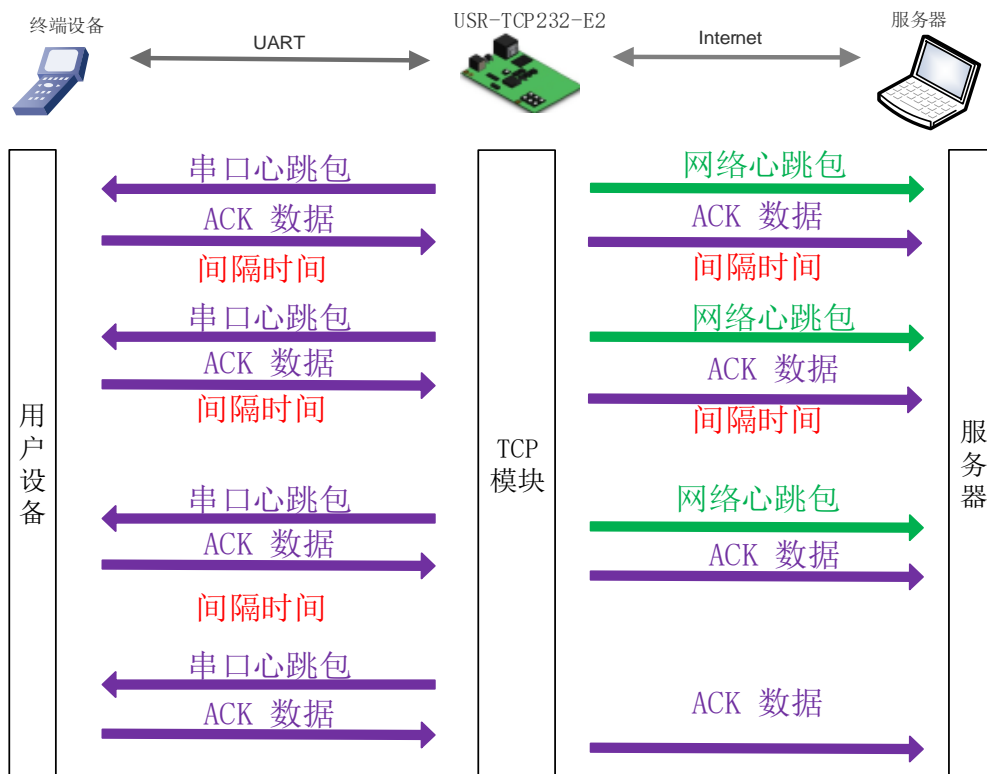 终端设备
UART
USR-TCP232-E2
Internet
服务器
串口心跳包
网络心跳包
ACK 数据
ACK 数据
间隔时间
间隔时间
串口心跳包
网络心跳包
ACK 数据
ACK 数据
间隔时间
间隔时间
用户设备
TCP
模块
服务器
串口心跳包
网络心跳包
ACK 数据
ACK 数据
间隔时间
串口心跳包
ACK 数据
ACK 数据